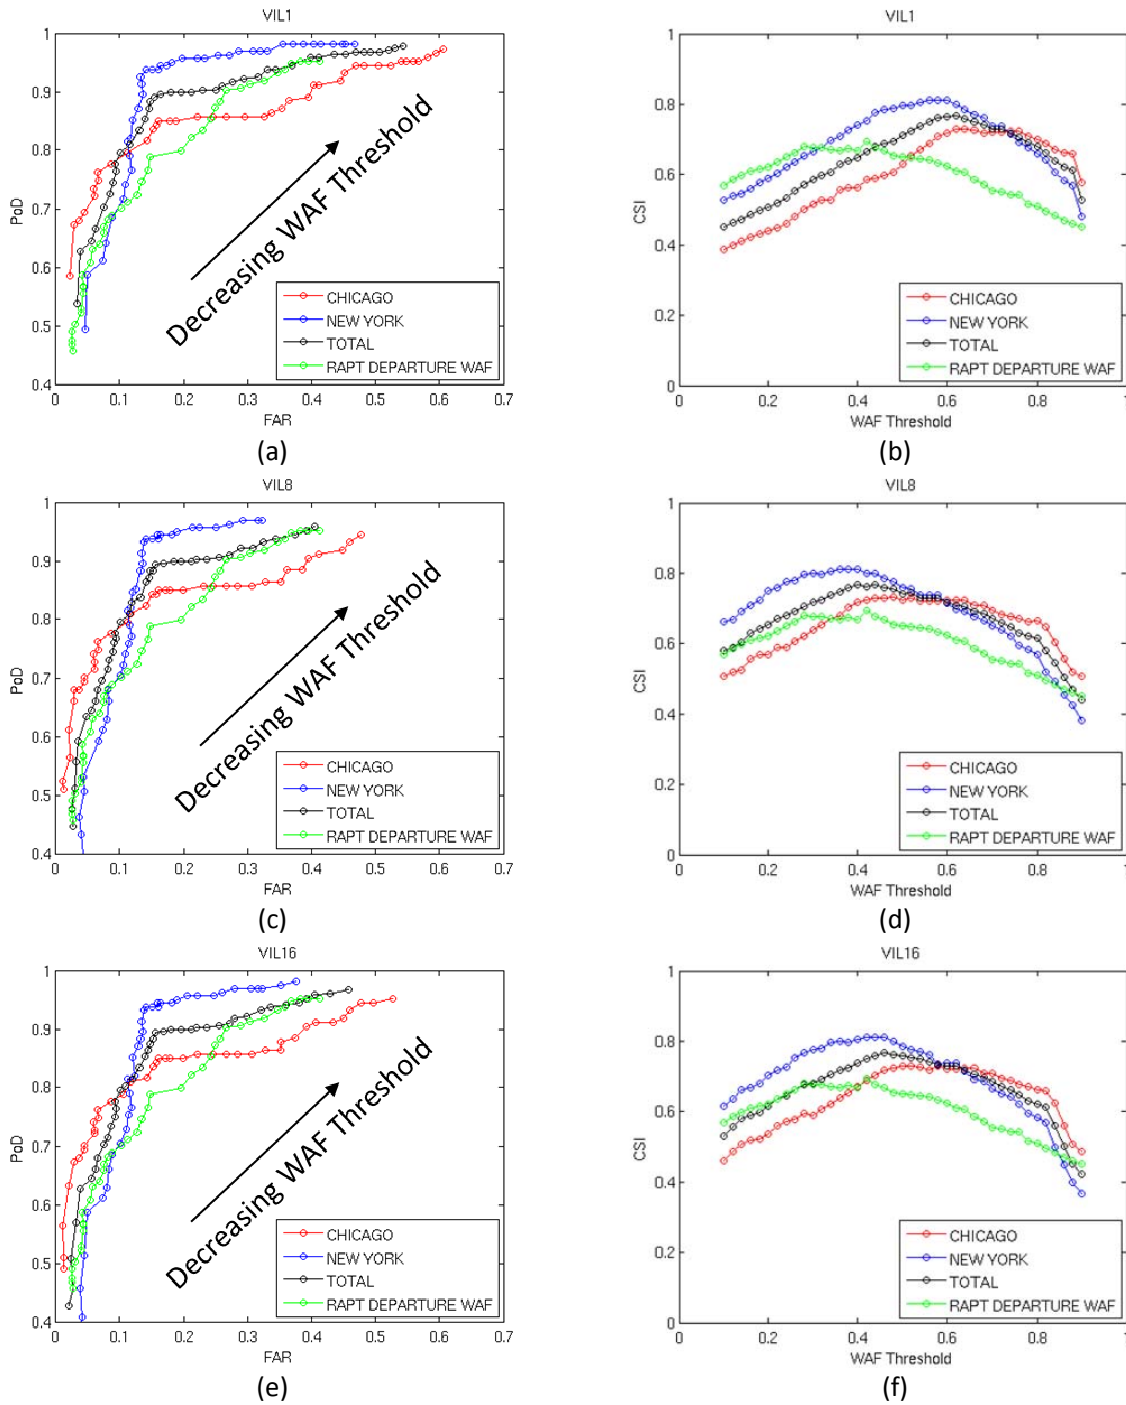 VIL1
1
0.9
0.8
0.7
0.6
0.5
0.4
PoD
0 0.1 0.2 0.3 0.4 0.5 0.6 0.7
FAR
Decreasing WAF Threshold
CHICAGO
NEW YORK
TOTAL
RAPT DEPARTURE WAF
(a)
VIL1
1
0.8
0.6
0.4
0.2
0
CSI
0 0.2 0.4 0.6 0.8 1
WAF Threshold
CHICAGO
NEW YORK
TOTAL
RAPT DEPARTURE WAF
(b)
VIL8
1
0.9
0.8
0.7
0.6
0.5
0.4
PoD
0 0.1 0.2 0.3 0.4 0.5 0.6 0.7
FAR
Decreasing WAF Threshold
CHICAGO
NEW YORK
TOTAL
RAPT DEPARTURE WAF
(c)
VIL8
1
0.8
0.6
0.4
0.2
0
CSI
0 0.2 0.4 0.6 0.8 1
WAF Threshold
CHICAGO
NEW YORK
TOTAL
RAPT DEPARTURE WAF
(d)
VIL16
1
0.9
0.8
0.7
0.6
0.5
0.4
PoD
0 0.1 0.2 0.3 0.4 0.5 0.6 0.7
FAR
Decreasing WAF Threshold
CHICAGO
NEW YORK
TOTAL
RAPT DEPARTURE WAF
(e)
VIL16
1
0.8
0.6
0.4
0.2
0
CSI
0 0.2 0.4 0.6 0.8 1
WAF Threshold
CHICAGO
NEW YORK
TOTAL
RAPT DEPARTURE WAF
(f)